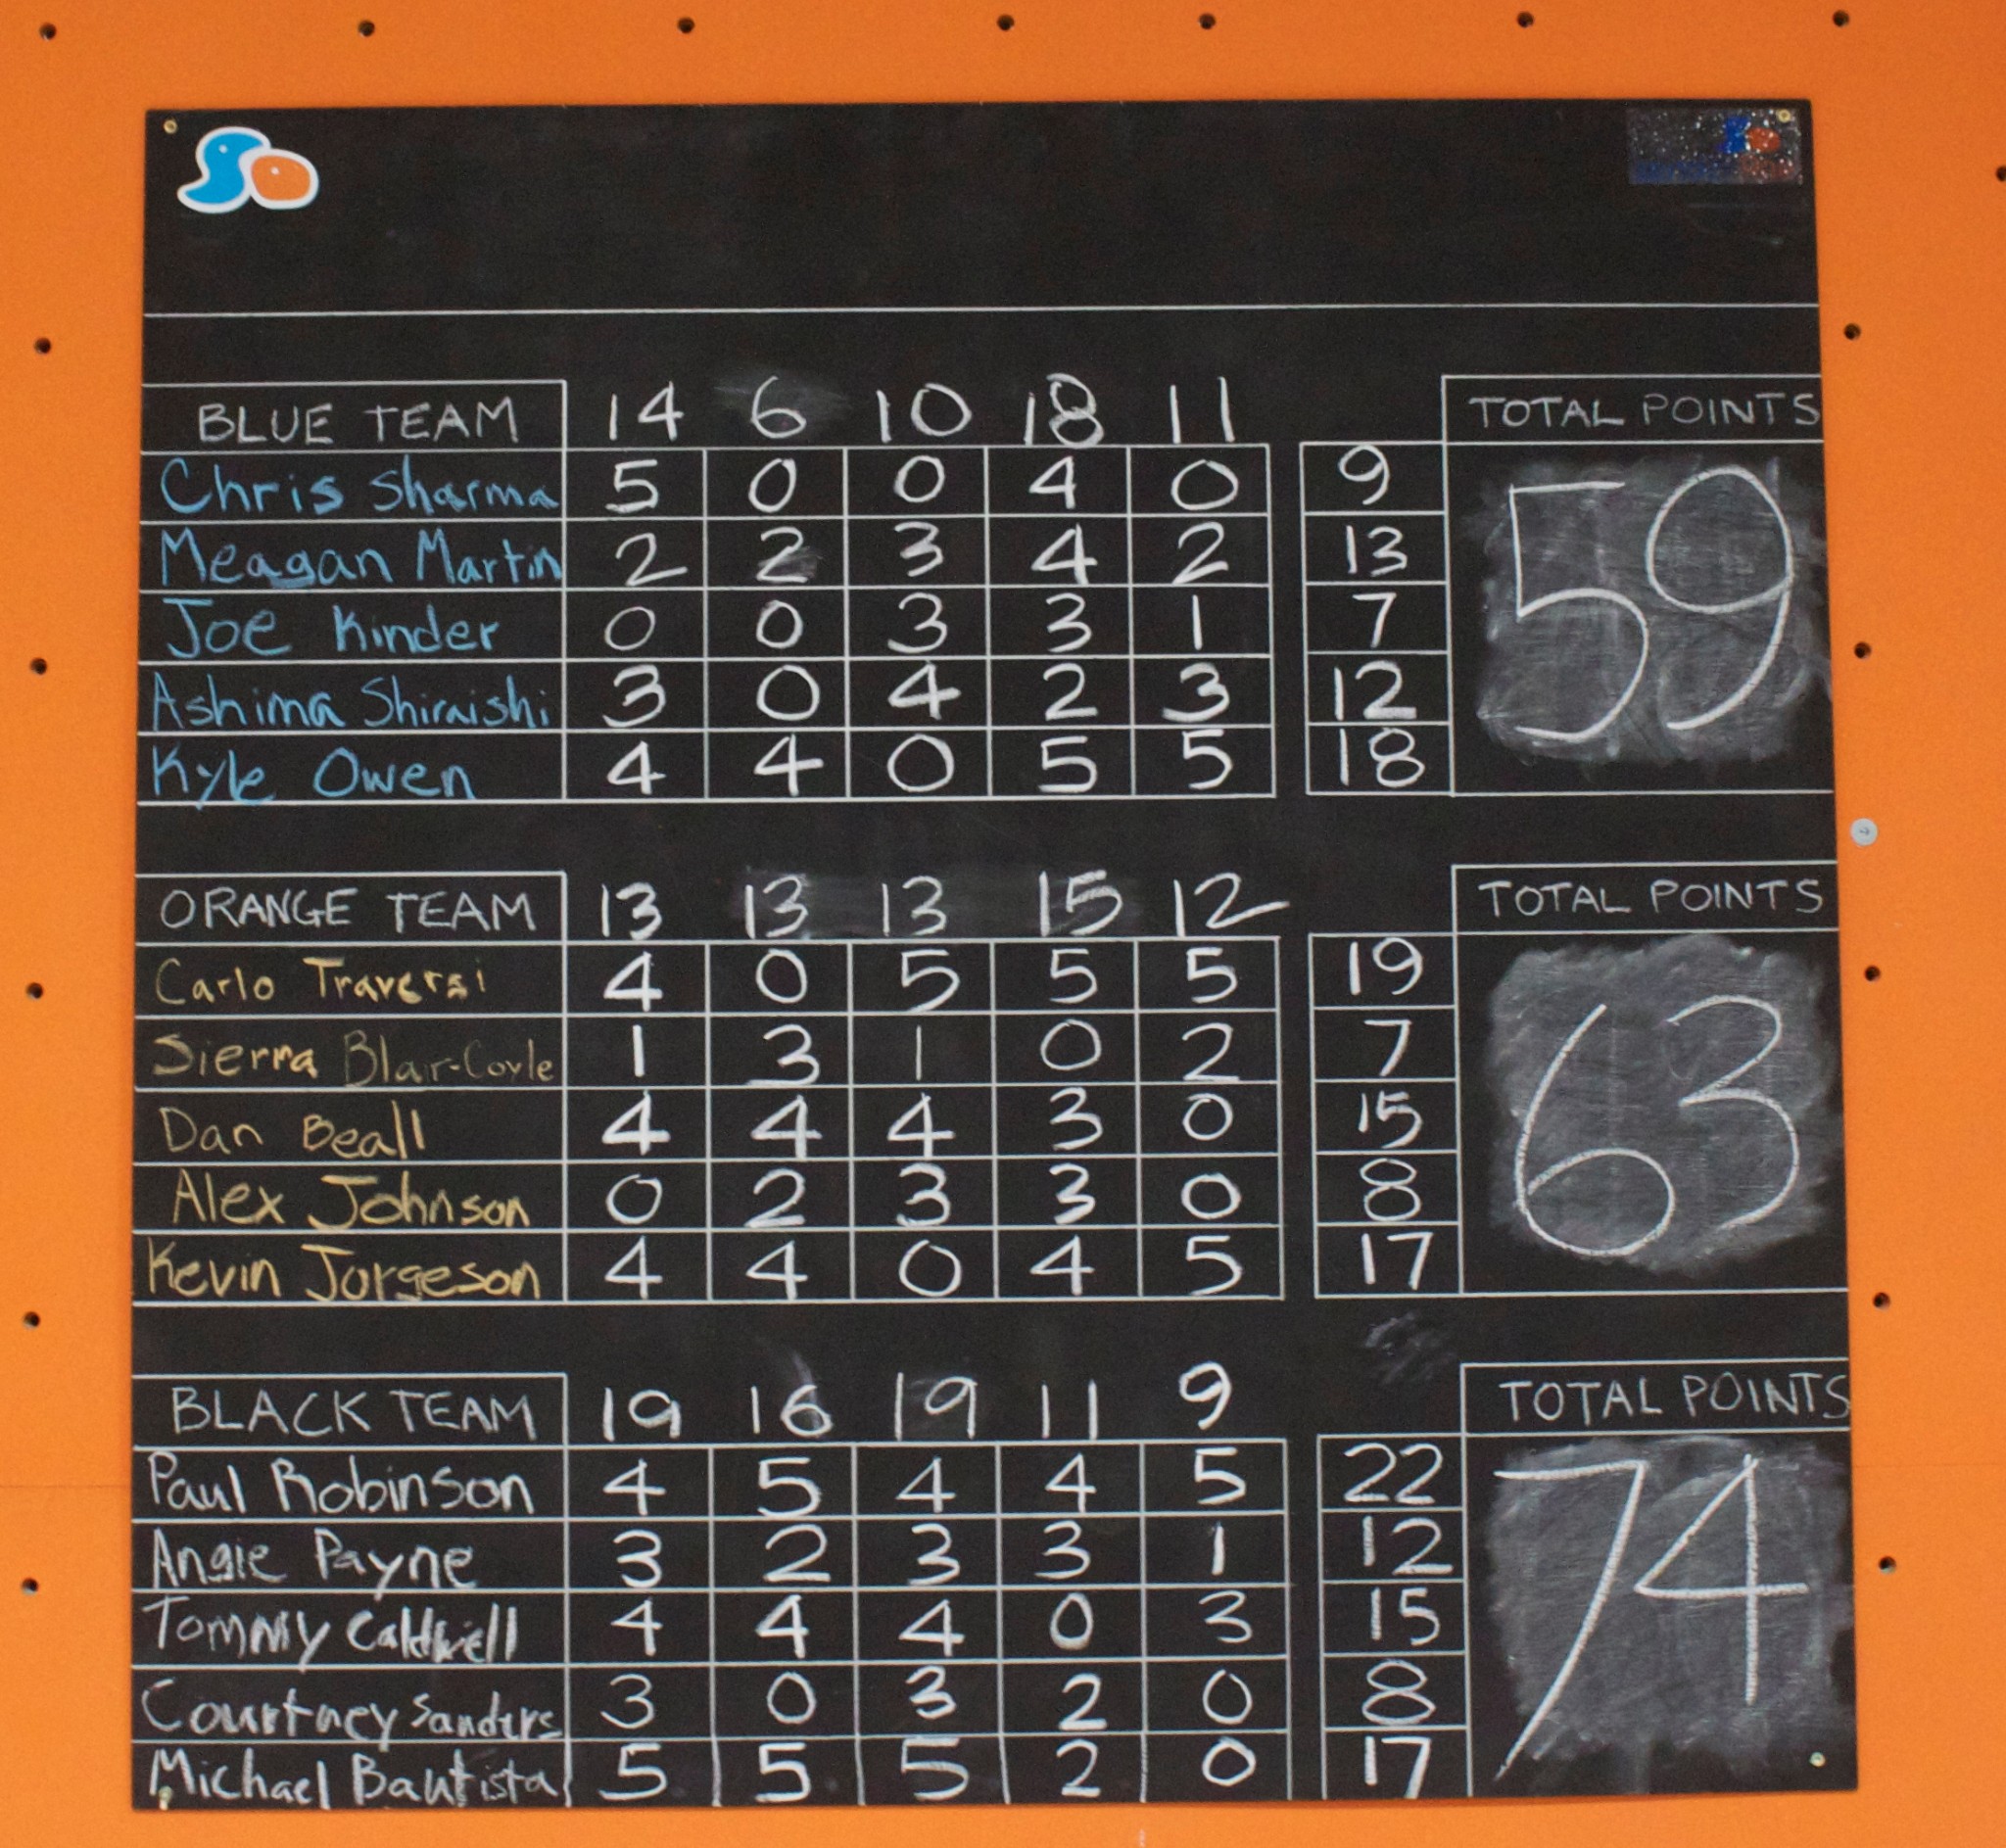 BLUE TEAM 14 6 10 18 11 TOTAL POINTS
Chris Sharma 5 0 0 4 0 9
Meagan Martin 2 2 3 4 2 13
Joe Kinder 0 0 3 3 1 7
Ashima Shiraishi 3 0 4 2 3 12
Kyle Owen 4 4 0 5 5 18
59
ORANGE TEAM 13 13 13 15 12 TOTAL POINTS
Carlo Traversi 4 0 5 5 5 19
Sierra Blair-Coyle 1 3 1 0 2 7
Dan Beall 4 4 4 3 0 15
Alex Johnson 0 2 3 3 0 8
Kevin Jorgeson 4 4 0 4 5 17
63
BLACK TEAM 19 16 19 11 9 TOTAL POINTS
Paul Robinson 4 5 4 4 5 22
Angie Payne 3 2 3 3 1 12
Tommy Caldwell 4 4 4 0 3 15
Courtney Sanders 3 0 3 2 0 8
Michael Bautista 5 5 5 2 0 17
74